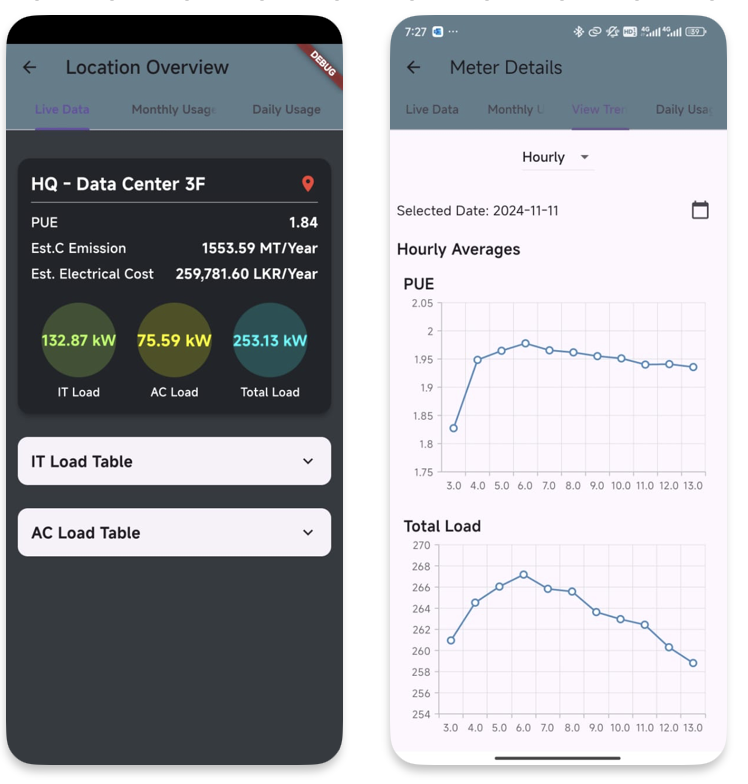 Location Overview
DEBUG
Live Data Monthly Usage Daily Usage
HQ - Data Center 3F
PUE 1.84
Est.C Emission 1553.59 MT/Year
Est. Electrical Cost 259,781.60 LKR/Year
132.87 kW 75.59 kW 253.13 kW
IT Load AC Load Total Load
IT Load Table
AC Load Table
7:27 ... HD 4G 4G 89
Meter Details
Live Data Monthly U View Tren Daily Usa
Hourly
Selected Date: 2024-11-11
Hourly Averages
PUE
2.05
2
1.95
1.9
1.85
1.8
1.75
3.0 4.0 5.0 6.0 7.0 8.0 9.0 10.0 11.0 12.0 13.0
Total Load
270
268
266
264
262
260
258
256
254
3.0 4.0 5.0 6.0 7.0 8.0 9.0 10.0 11.0 12.0 13.0